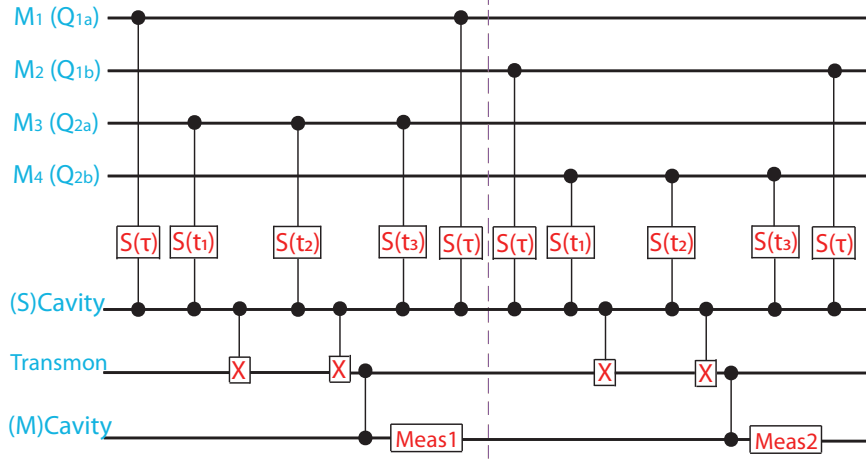 M₁ (Q₁ₐ)
M₂ (Q₁b)
M₃ (Q₂ₐ)
M₄ (Q₂b)
S(τ) S(t₁) S(t₂) S(t₃) S(τ) S(τ) S(t₁) S(t₂) S(t₃) S(τ)
(S)Cavity
Transmon X X X X
(M)Cavity Meas1 Meas2